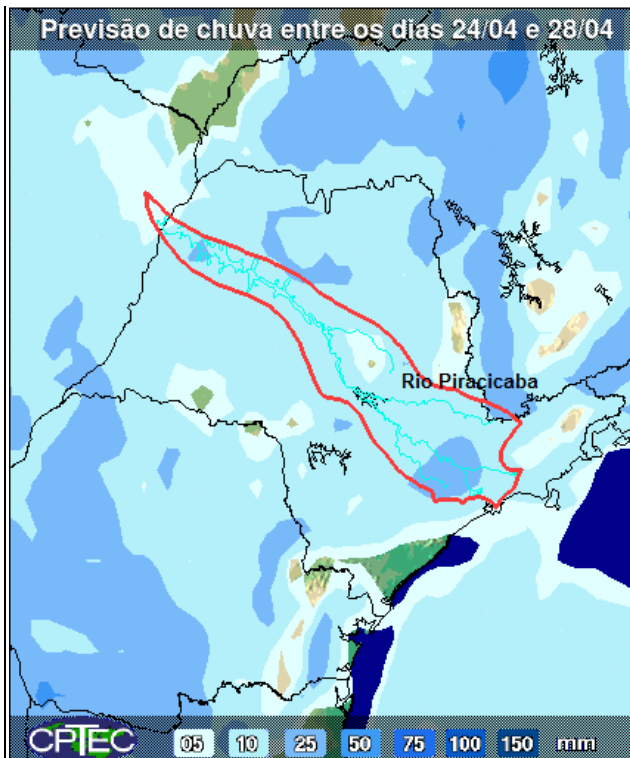 Previsão de chuva entre os dias 24/04 e 28/04
Rio Piracicaba
CPTEC 05 10 25 50 75 100 150 mm